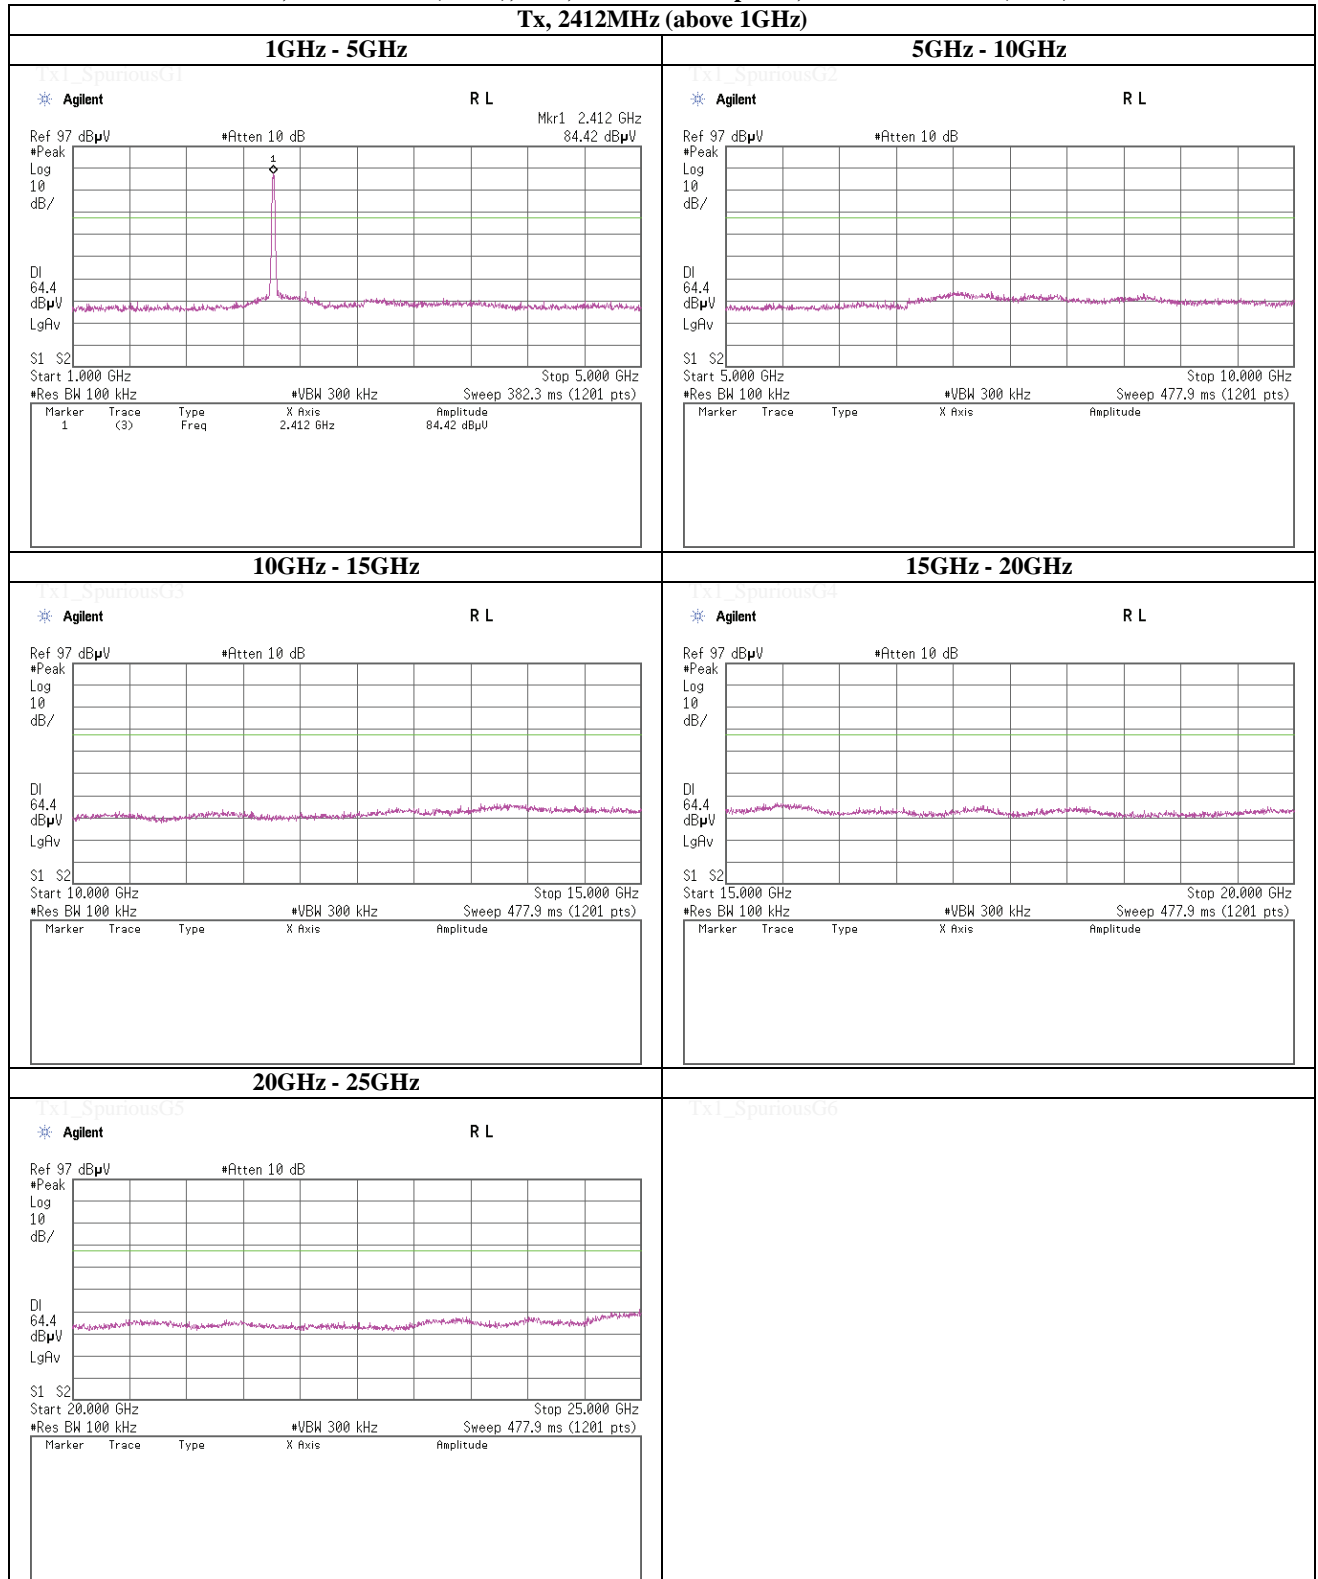 Tx, 2412MHz (above 1GHz)
1GHz - 5GHz
5GHz - 10GHz
Tx1_SpuriousG1
Agilent
R L
Mkr1 2.412 GHz
Ref 97 dBµV
#Atten 10 dB
84.42 dBµV
#Peak
Log
10
dB/
1
DI
64.4
dBµV
LgAv
S1 S2
Start 1.000 GHz
Stop 5.000 GHz
#Res BW 100 kHz
#VBW 300 kHz
Sweep 382.3 ms (1201 pts)
Marker Trace Type X Axis Amplitude
1 (3) Freq 2.412 GHz 84.42 dBµV
Tx1_SpuriousG2
Agilent
R L
Ref 97 dBµV
#Atten 10 dB
#Peak
Log
10
dB/
DI
64.4
dBµV
LgAv
S1 S2
Start 5.000 GHz
Stop 10.000 GHz
#Res BW 100 kHz
#VBW 300 kHz
Sweep 477.9 ms (1201 pts)
Marker Trace Type X Axis Amplitude
10GHz - 15GHz
15GHz - 20GHz
Tx1_SpuriousG3
Agilent
R L
Ref 97 dBµV
#Atten 10 dB
#Peak
Log
10
dB/
DI
64.4
dBµV
LgAv
S1 S2
Start 10.000 GHz
Stop 15.000 GHz
#Res BW 100 kHz
#VBW 300 kHz
Sweep 477.9 ms (1201 pts)
Marker Trace Type X Axis Amplitude
Tx1_SpuriousG4
Agilent
R L
Ref 97 dBµV
#Atten 10 dB
#Peak
Log
10
dB/
DI
64.4
dBµV
LgAv
S1 S2
Start 15.000 GHz
Stop 20.000 GHz
#Res BW 100 kHz
#VBW 300 kHz
Sweep 477.9 ms (1201 pts)
Marker Trace Type X Axis Amplitude
20GHz - 25GHz
Tx1_SpuriousG5
Agilent
R L
Ref 97 dBµV
#Atten 10 dB
#Peak
Log
10
dB/
DI
64.4
dBµV
LgAv
S1 S2
Start 20.000 GHz
Stop 25.000 GHz
#Res BW 100 kHz
#VBW 300 kHz
Sweep 477.9 ms (1201 pts)
Marker Trace Type X Axis Amplitude
Tx1_SpuriousG6